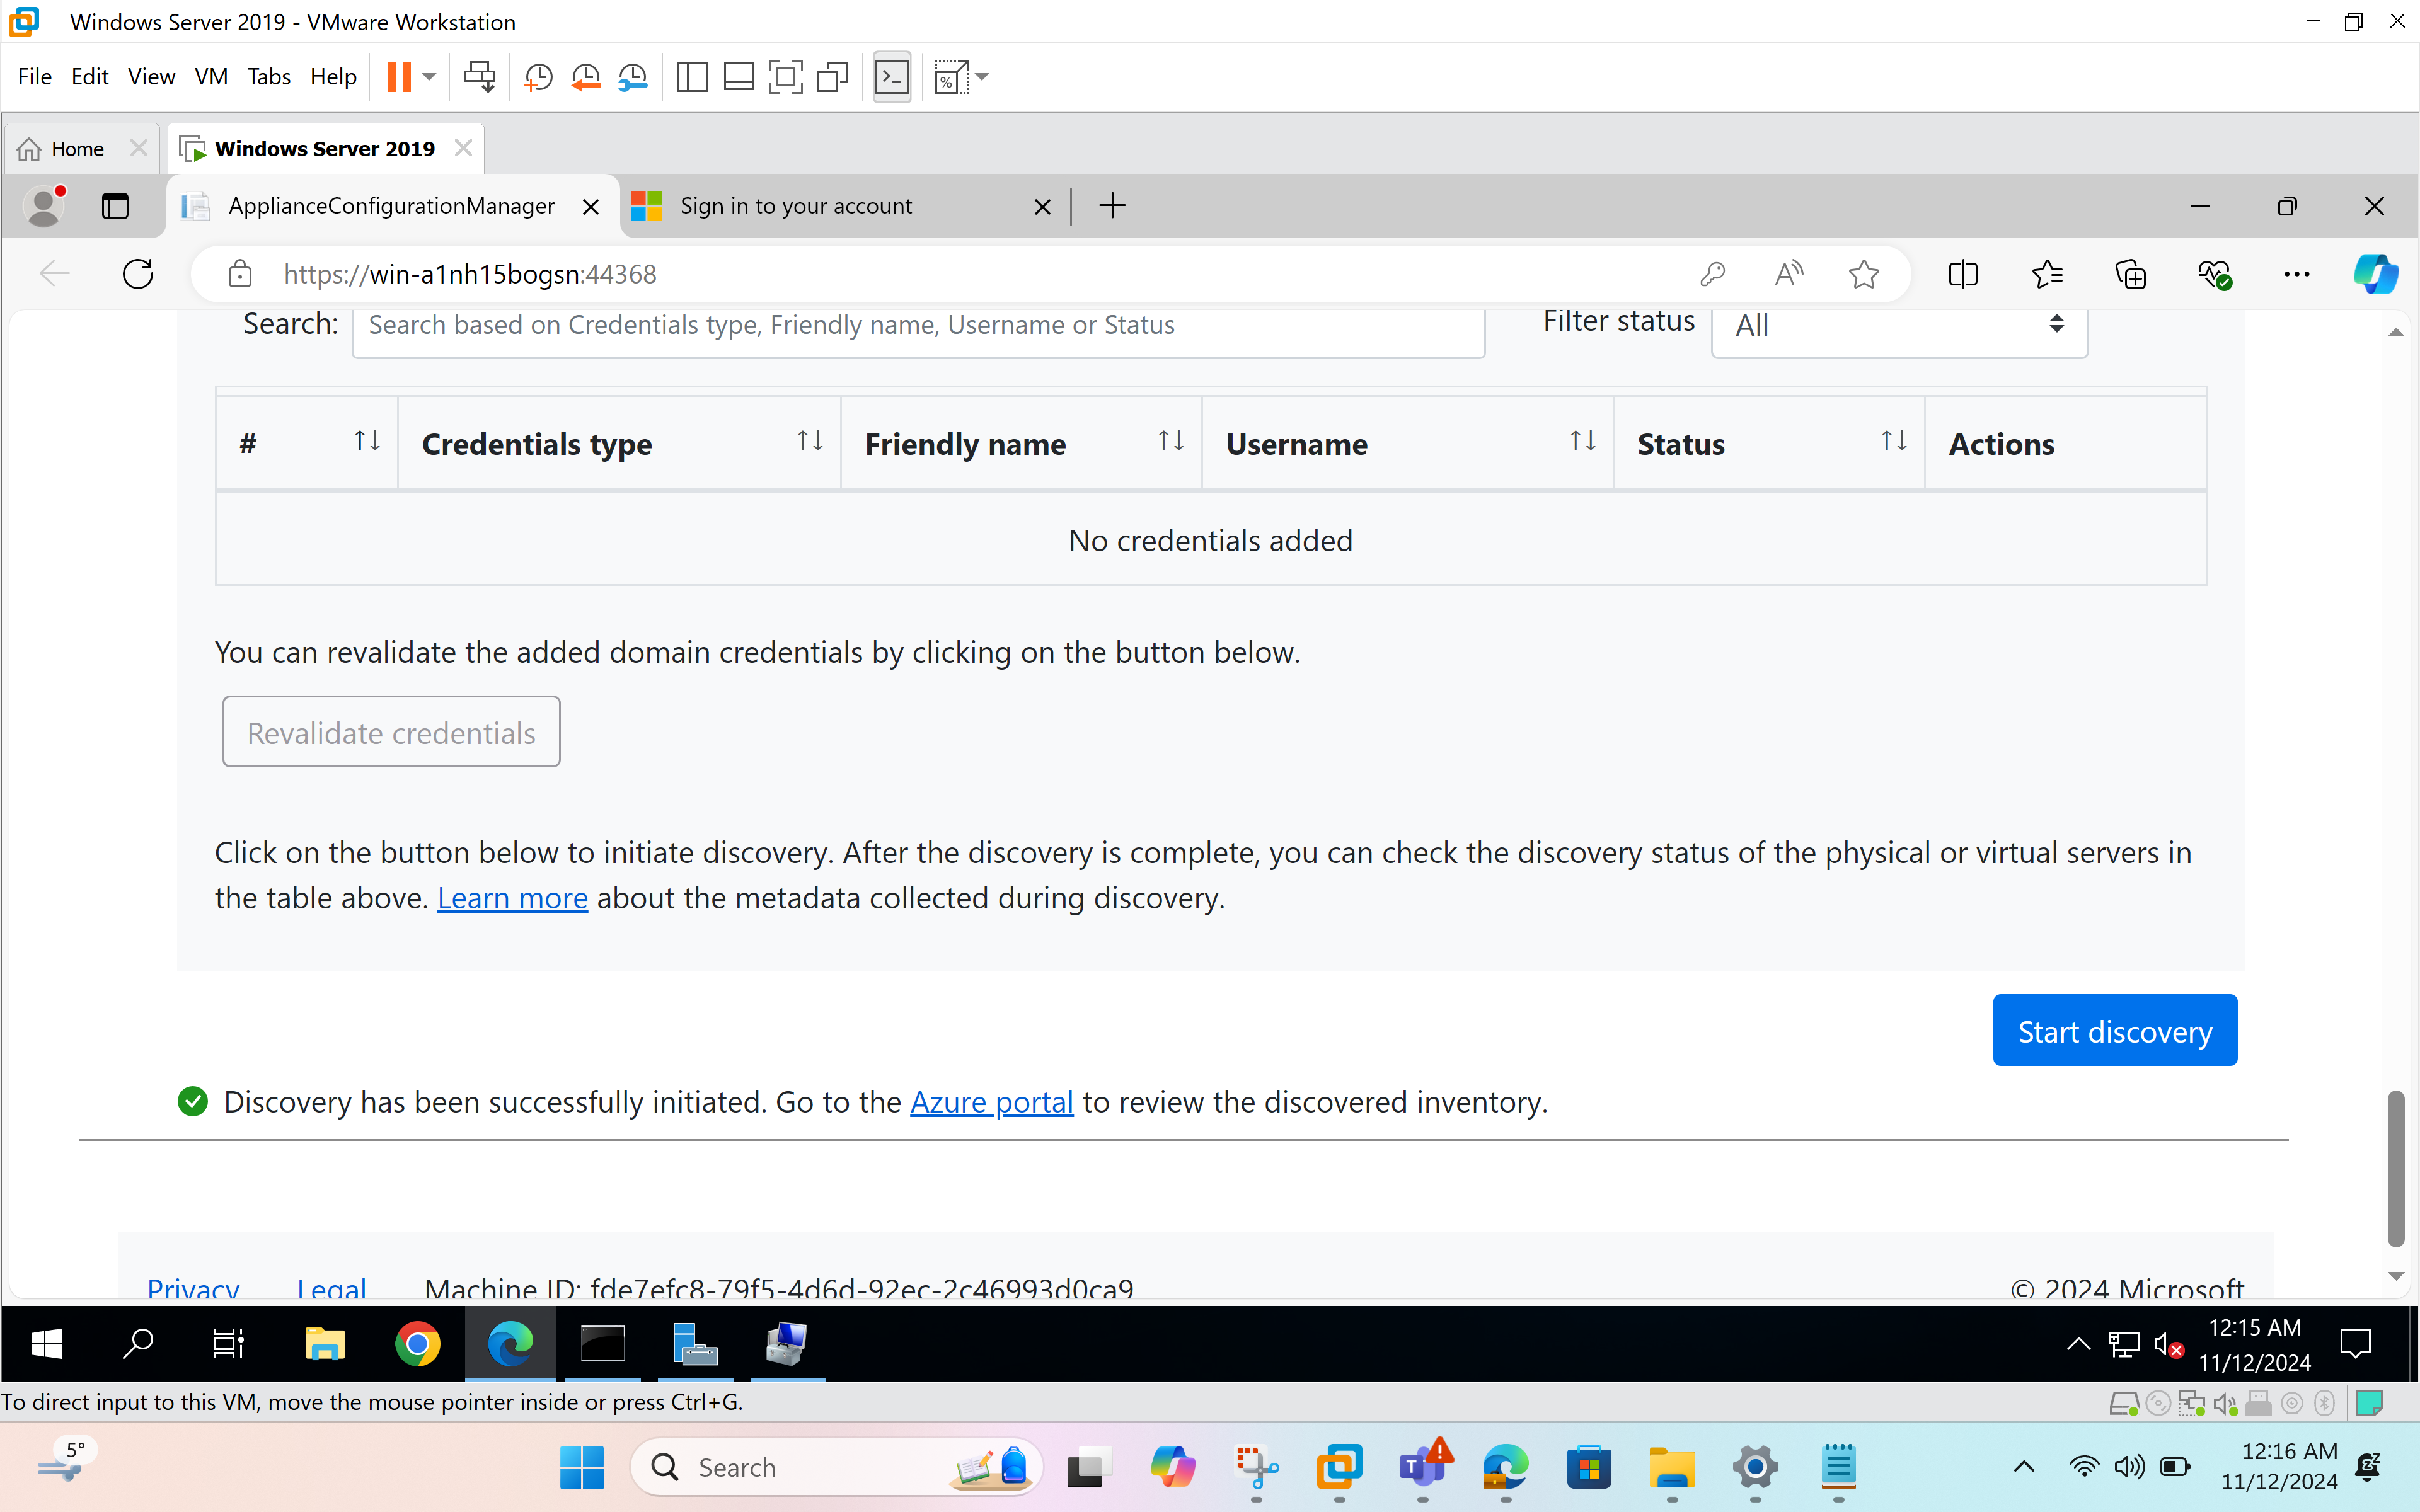 Windows Server 2019 - VMware Workstation
File Edit View VM Tabs Help
Home
Windows Server 2019
ApplianceConfigurationManager
Sign in to your account
https://win-a1nh15bogsn:44368
Search: Search based on Credentials type, Friendly name, Username or Status Filter status All
# Credentials type Friendly name Username Status Actions
No credentials added
You can revalidate the added domain credentials by clicking on the button below.
Revalidate credentials
Click on the button below to initiate discovery. After the discovery is complete, you can check the discovery status of the physical or virtual servers in
the table above. Learn more about the metadata collected during discovery.
Start discovery
Discovery has been successfully initiated. Go to the Azure portal to review the discovered inventory.
Privacy Legal Machine ID: fde7efc8-79f5-4d6d-92ec-2c46993d0ca9 © 2024 Microsoft
12:15 AM
11/12/2024
To direct input to this VM, move the mouse pointer inside or press Ctrl+G.
5°
Search
12:16 AM
11/12/2024